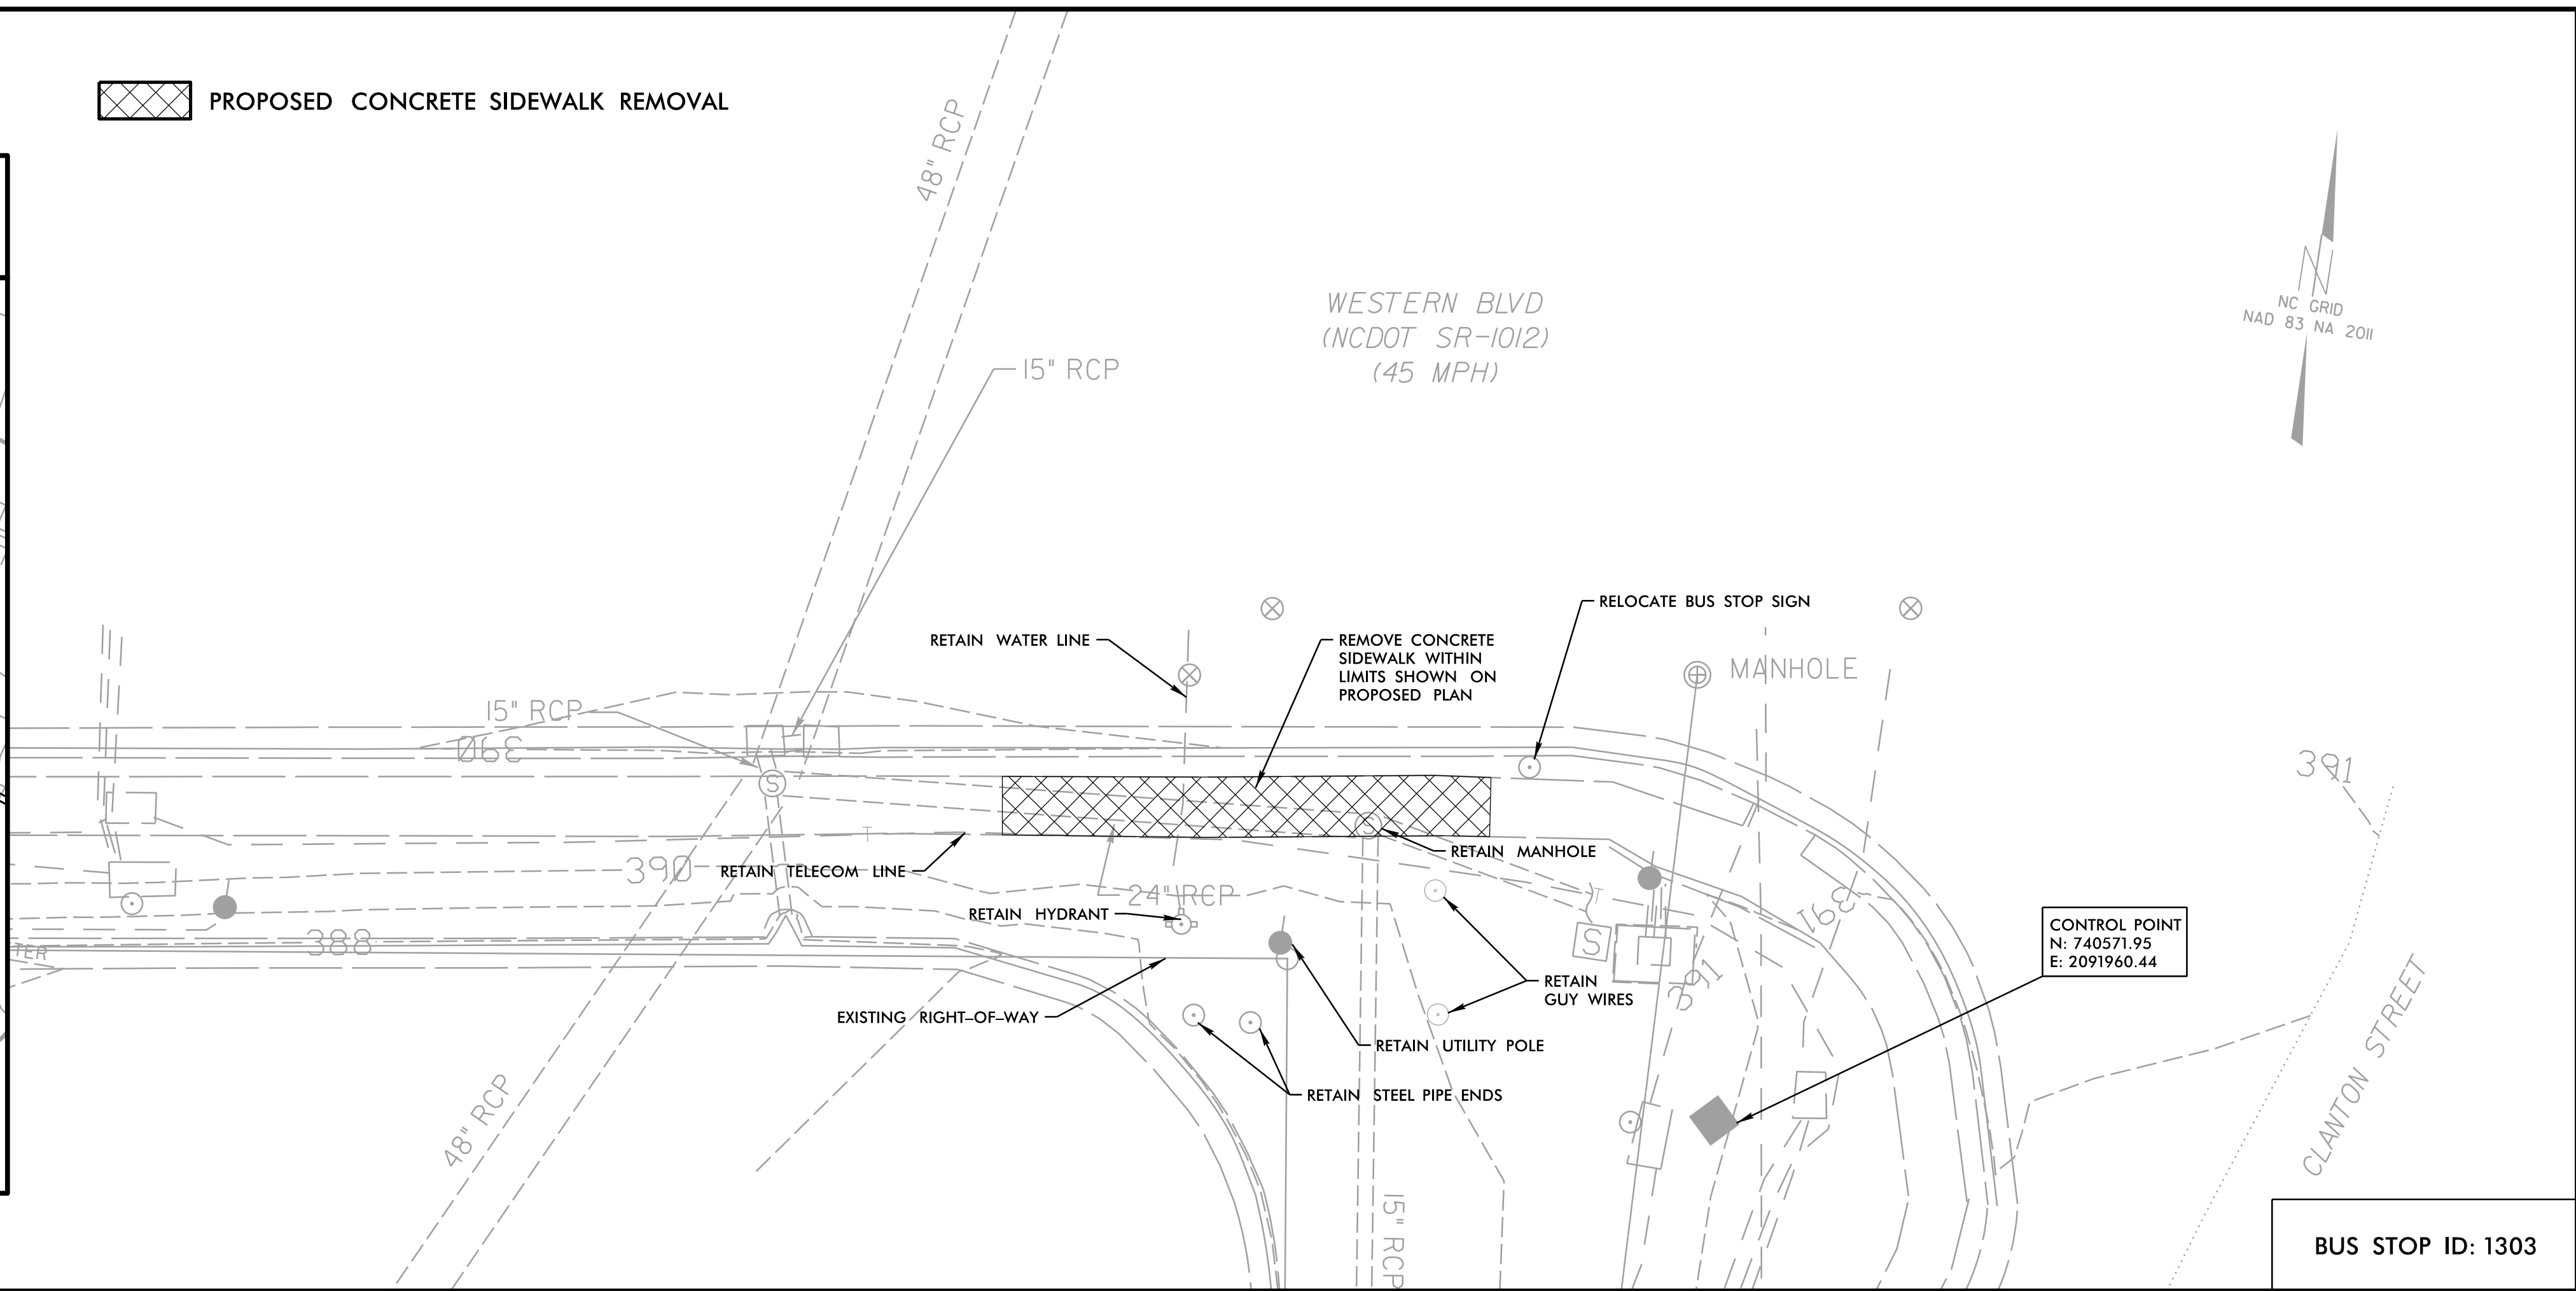 PROPOSED CONCRETE SIDEWALK REMOVAL
48" RCP
WESTERN BLVD
(NCDOT SR-1012)
(45 MPH)
N
NC GRID
NAD 83 NA 2011
15" RCP
RELOCATE BUS STOP SIGN
RETAIN WATER LINE
REMOVE CONCRETE
SIDEWALK WITHIN
LIMITS SHOWN ON
PROPOSED PLAN
MANHOLE
15" RCP
390
391
S
S
T
RETAIN MANHOLE
390
RETAIN TELECOM LINE
24" RCP
T
391
RETAIN HYDRANT
388
TER
S
CONTROL POINT
N: 740571.95
E: 2091960.44
391
RETAIN
GUY WIRES
EXISTING RIGHT-OF-WAY
RETAIN UTILITY POLE
RETAIN STEEL PIPE ENDS
48" RCP
CLANTON STREET
15" RCP
BUS STOP ID: 1303